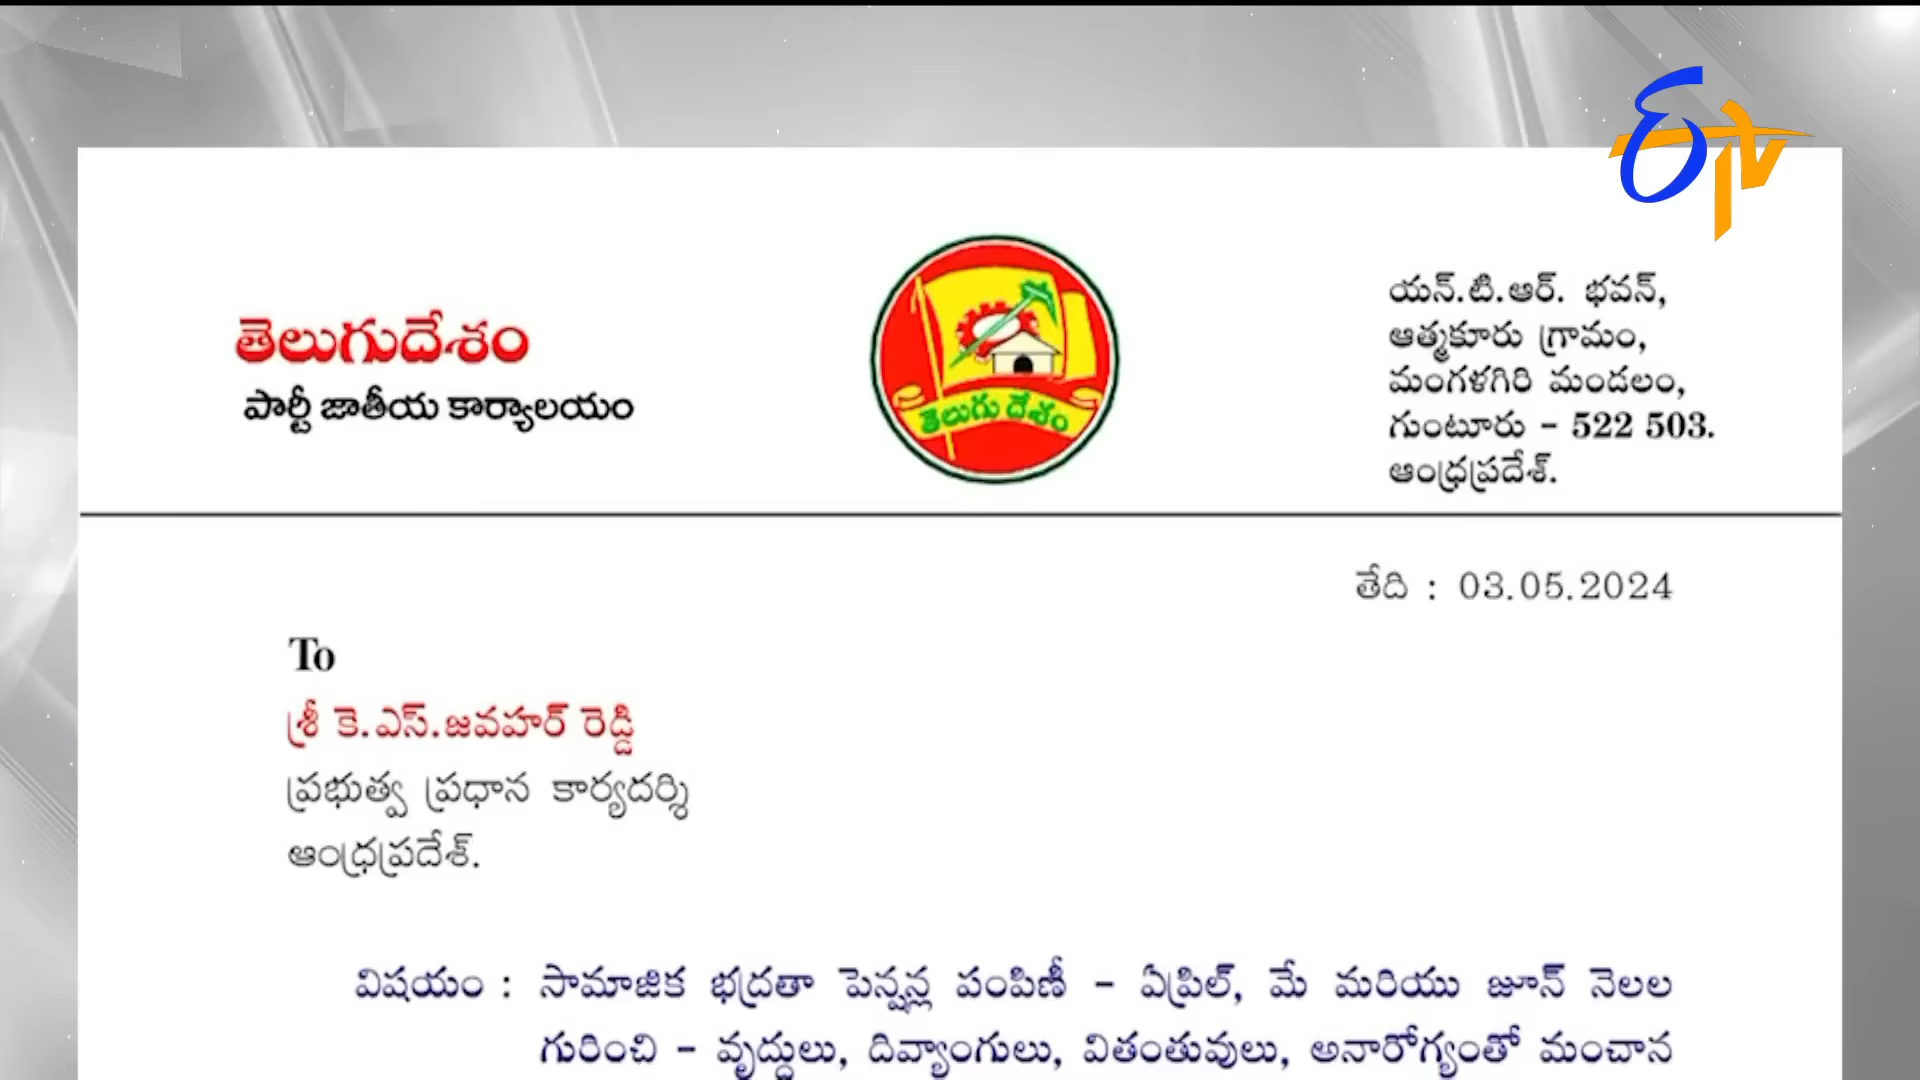 ETV
తెలుగుదేశం
పార్టీ జాతీయ కార్యాలయం
తెలుగు దేశం
యన్.టి.ఆర్. భవన్,
ఆత్మకూరు గ్రామం,
మంగళగిరి మండలం,
గుంటూరు - 522 503.
ఆంధ్రప్రదేశ్.
తేది : 03.05.2024
To
శ్రీ కె.ఎస్.జవహర్ రెడ్డి
ప్రభుత్వ ప్రధాన కార్యదర్శి
ఆంధ్రప్రదేశ్.
విషయం : సామాజిక భద్రతా పెన్షన్ల పంపిణీ - ఏప్రిల్, మే మరియు జూన్ నెలల
గురించి - వృద్దులు, దివ్యాంగులు, వితంతువులు, అనారోగ్యంతో మంచాన